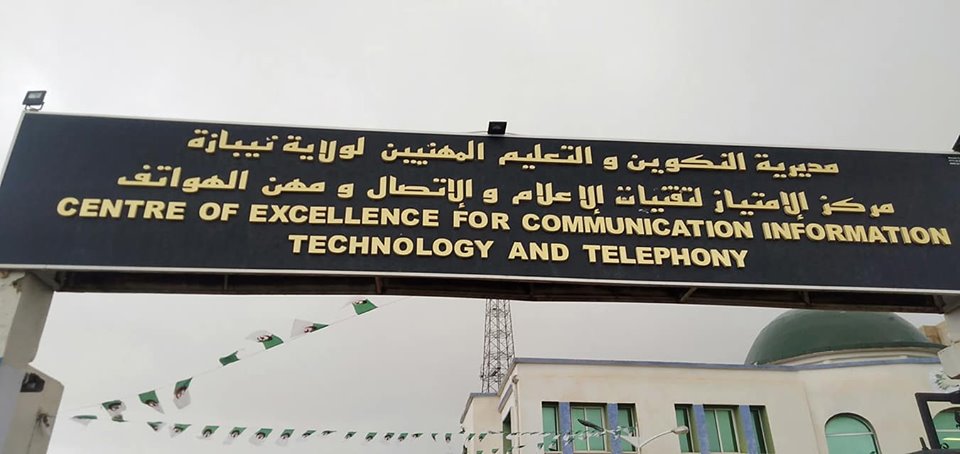 مديرية التكوين و التعليم المهنيين لولاية تيبازة
مركز الإمتياز لتقنيات الإعلام و الإتصال و مهن الهواتف
CENTRE OF EXCELLENCE FOR COMMUNICATION INFORMATION
TECHNOLOGY AND TELEPHONY